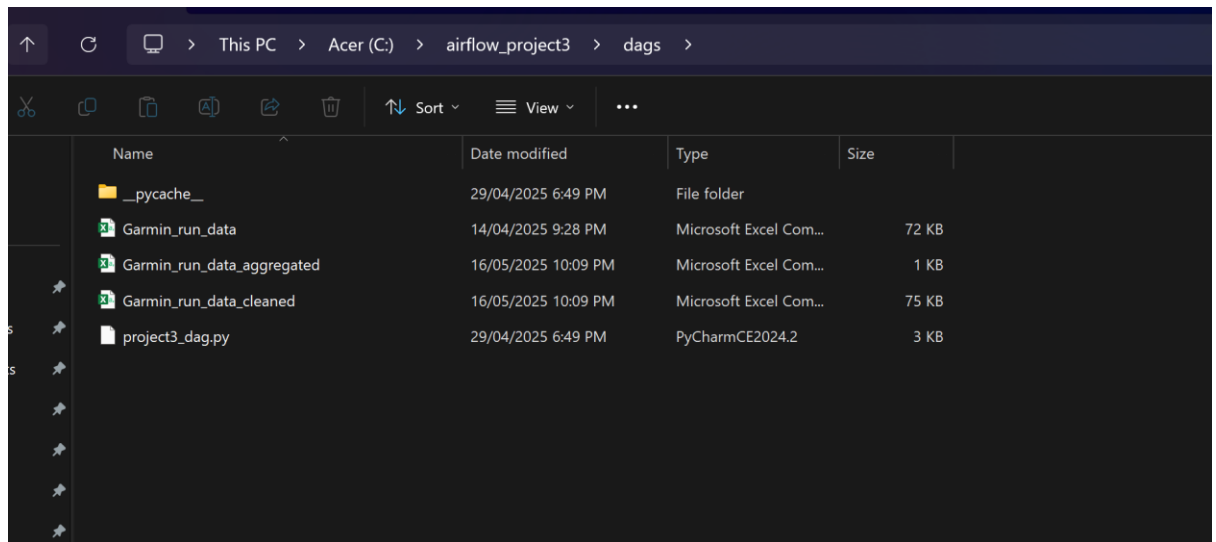 This PC > Acer (C:) > airflow_project3 > dags >
Sort View
Name Date modified Type Size
__pycache__ 29/04/2025 6:49 PM File folder
Garmin_run_data 14/04/2025 9:28 PM Microsoft Excel Com... 72 KB
Garmin_run_data_aggregated 16/05/2025 10:09 PM Microsoft Excel Com... 1 KB
Garmin_run_data_cleaned 16/05/2025 10:09 PM Microsoft Excel Com... 75 KB
s project3_dag.py 29/04/2025 6:49 PM PyCharmCE2024.2 3 KB
:s